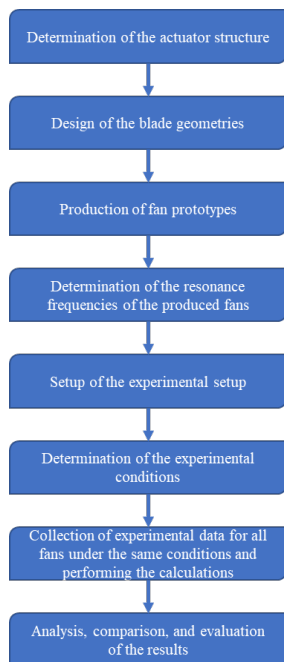 Determination of the actuator structure
Design of the blade geometries
Production of fan prototypes
Determination of the resonance
frequencies of the produced fans
Setup of the experimental setup
Determination of the experimental
conditions
Collection of experimental data for all
fans under the same conditions and
performing the calculations
Analysis, comparison, and evaluation
of the results